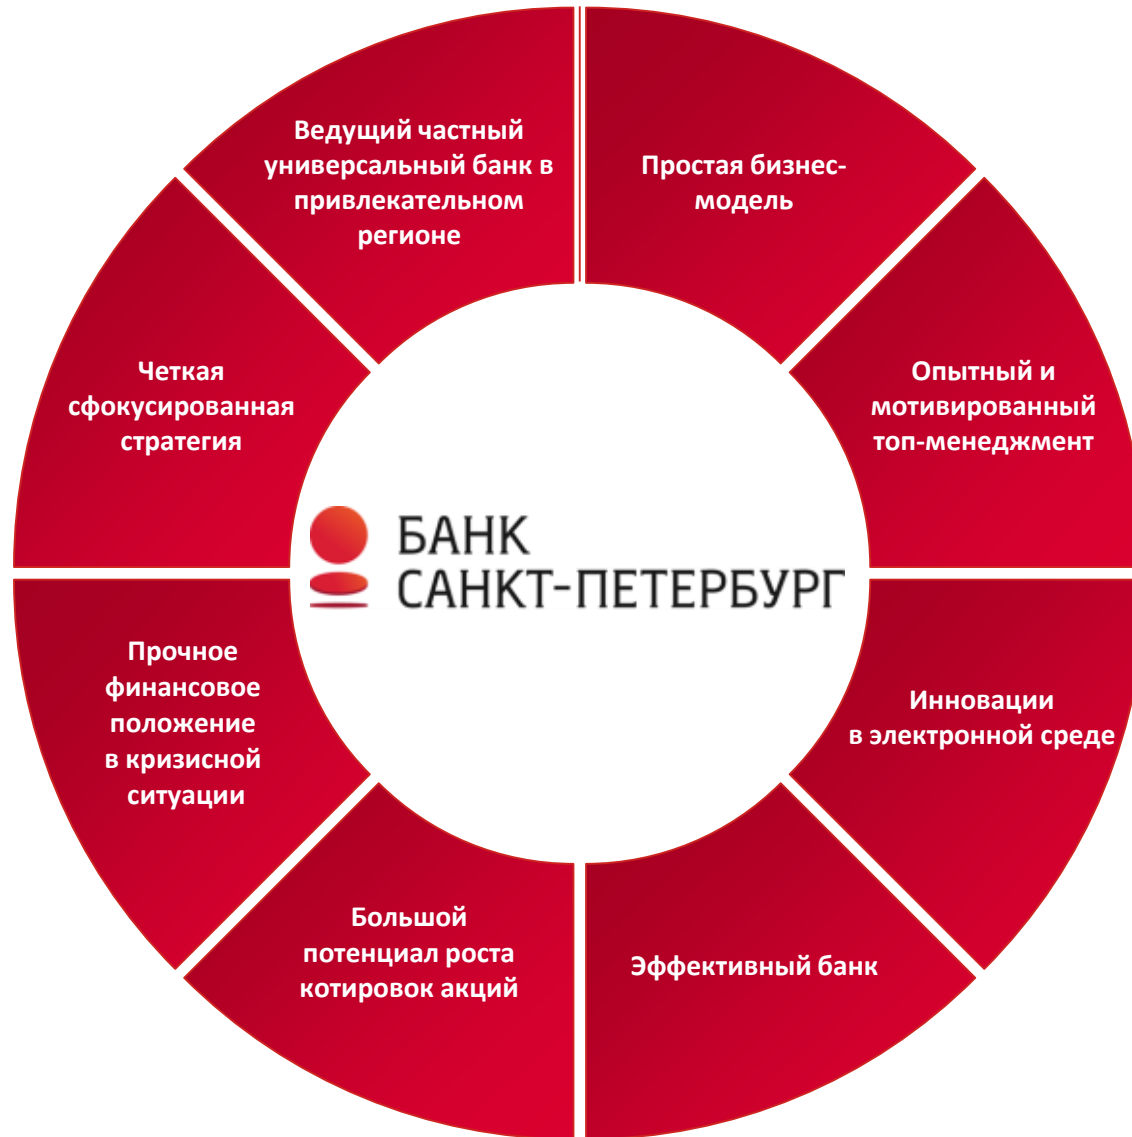 Ведущий частный
универсальный банк в
привлекательном
регионе
Простая бизнес-
модель
Четкая
сфокусированная
стратегия
Опытный и
мотивированный
топ-менеджмент
БАНК
САНКТ-ПЕТЕРБУРГ
Прочное
финансовое
положение
в кризисной
ситуации
Инновации
в электронной среде
Большой
потенциал роста
котировок акций
Эффективный банк